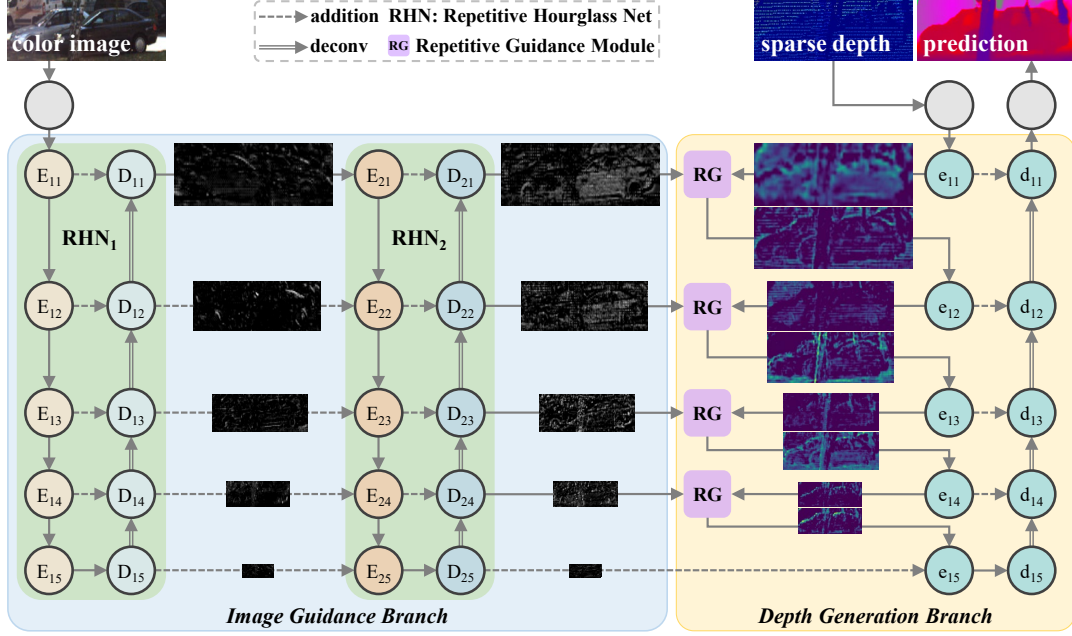 color image
addition RHN: Repetitive Hourglass Net
deconv RG Repetitive Guidance Module
sparse depth
prediction
E11 D11 E21 D21 RG e11 d11
RHN1 RHN2
E12 D12 E22 D22 RG e12 d12
E13 D13 E23 D23 RG e13 d13
E14 D14 E24 D24 RG e14 d14
E15 D15 E25 D25 e15 d15
Image Guidance Branch
Depth Generation Branch